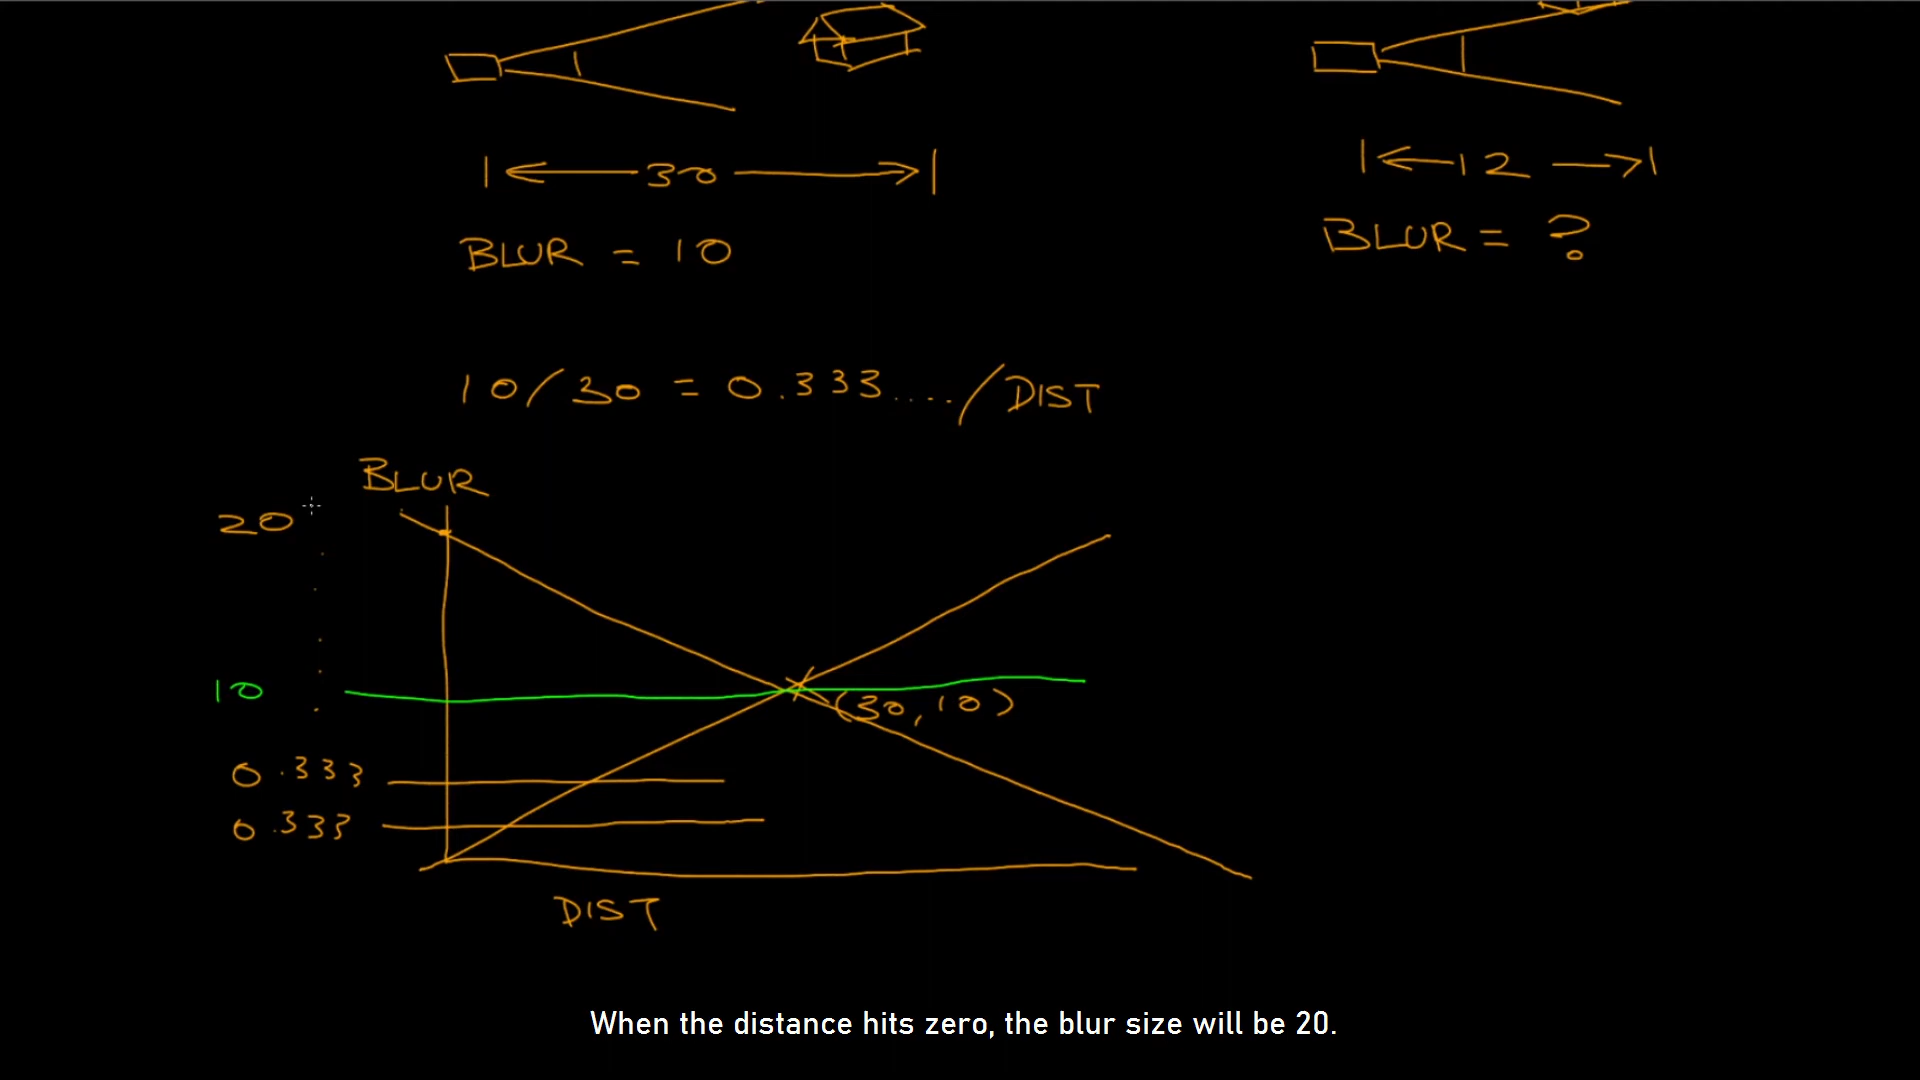 30
12
BLUR = 10
BLUR = ?
10/30 = 0.333..../DIST
BLUR
20
10
(30,10)
0.333
0.333
DIST
When the distance hits zero, the blur size will be 20.